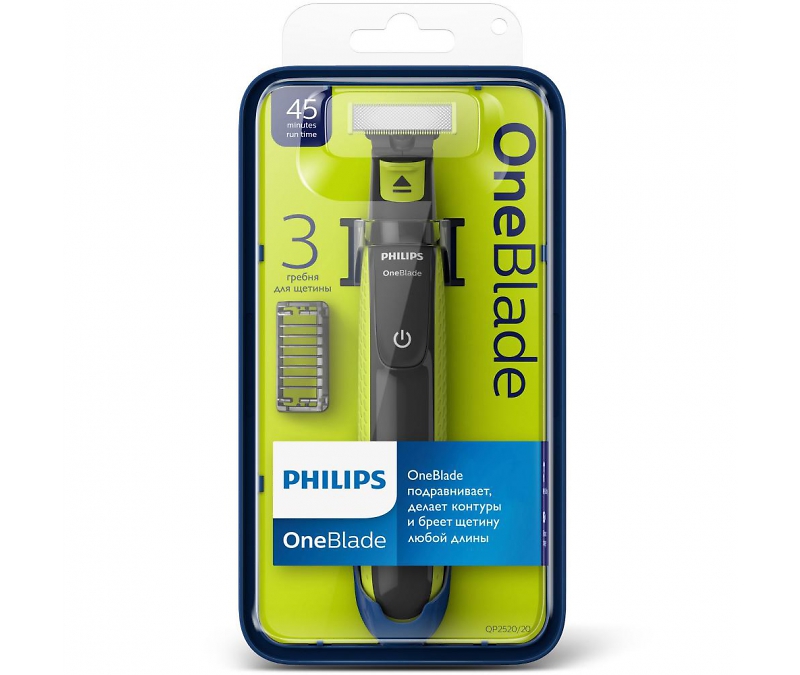 45
minutes
run time
OneBlade
3
гребня
для щетины
PHILIPS
OneBlade
PHILIPS
OneBlade
OneBlade
подравнивает,
делает контуры
и бреет щетину
любой длины
QP2520/20